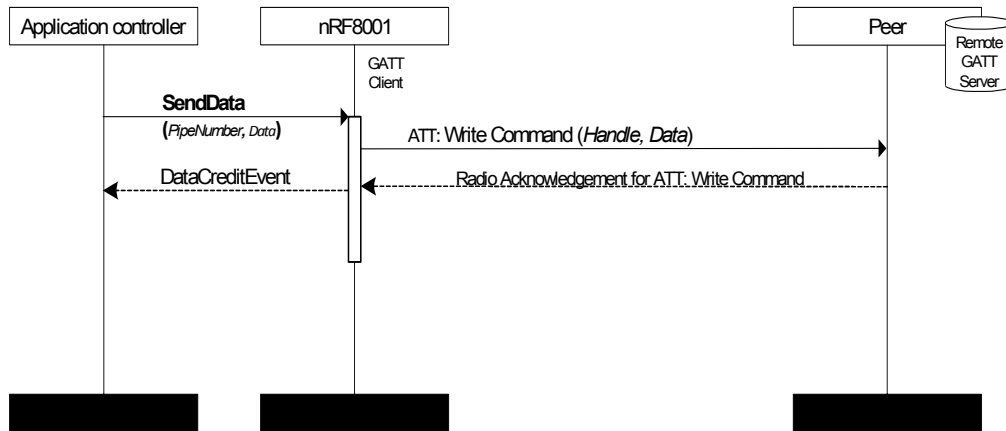 Application controller
nRF8001
Peer
Remote
GATT
Server
GATT
Client
SendData
(PipeNumber, Data)
ATT: Write Command (Handle, Data)
DataCreditEvent
Radio Acknowledgement for ATT: Write Command